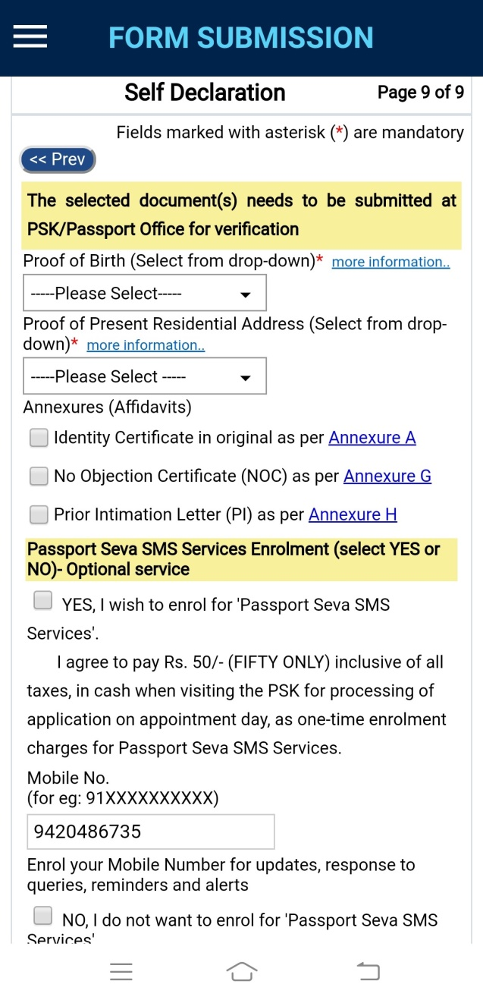 FORM SUBMISSION
Self Declaration Page 9 of 9
Fields marked with asterisk (*) are mandatory
<< Prev
The selected document(s) needs to be submitted at
PSK/Passport Office for verification
Proof of Birth (Select from drop-down)* more information..
-----Please Select-----
Proof of Present Residential Address (Select from drop-
down)* more information..
-----Please Select -----
Annexures (Affidavits)
Identity Certificate in original as per Annexure A
No Objection Certificate (NOC) as per Annexure G
Prior Intimation Letter (PI) as per Annexure H
Passport Seva SMS Services Enrolment (select YES or
NO)- Optional service
YES, I wish to enrol for 'Passport Seva SMS
Services'.
I agree to pay Rs. 50/- (FIFTY ONLY) inclusive of all
taxes, in cash when visiting the PSK for processing of
application on appointment day, as one-time enrolment
charges for Passport Seva SMS Services.
Mobile No.
(for eg: 91XXXXXXXXXX)
9420486735
Enrol your Mobile Number for updates, response to
queries, reminders and alerts
NO, I do not want to enrol for 'Passport Seva SMS
Services'